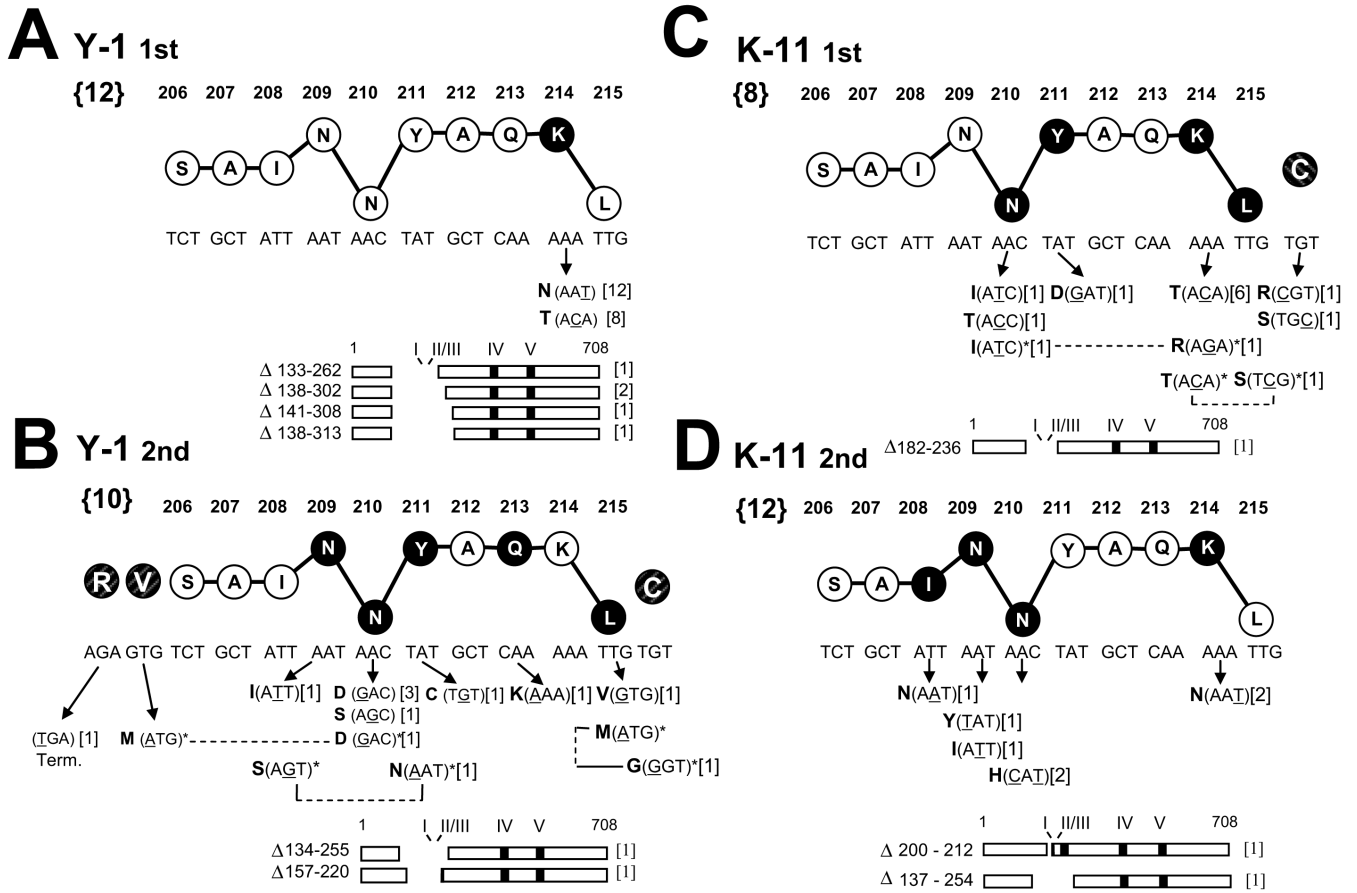 A Y-1 1st
{12} 206 207 208 209 210 211 212 213 214 215
S A I N N Y A Q K L
TCT GCT ATT AAT AAC TAT GCT CAA AAA TTG
N (AAT) [12]
T (ACA) [8]
1 I II/III IV V 708
Δ 133-262 [1]
Δ 138-302 [2]
Δ 141-308 [1]
Δ 138-313 [1]
B Y-1 2nd
{10} 206 207 208 209 210 211 212 213 214 215
R V S A I N N Y A Q K L C
AGA GTG TCT GCT ATT AAT AAC TAT GCT CAA AAA TTG TGT
I(ATT)[1] D (GAC) [3] C (TGT)[1] K(AAA)[1] V(GTG)[1]
S (AGC) [1]
(TGA) [1] M (ATG)* D (GAC)*[1] M(ATG)*
Term.
S(AGT)* N(AAT)*[1] G(GGT)*[1]
1 I II/III IV V 708
Δ134-255 [1]
Δ157-220 [1]
C K-11 1st
{8} 206 207 208 209 210 211 212 213 214 215
S A I N N Y A Q K L C
TCT GCT ATT AAT AAC TAT GCT CAA AAA TTG TGT
I(ATC)[1] D(GAT)[1] T(ACA)[6] R(CGT)[1]
T(ACC)[1] S(TGC)[1]
I(ATC)*[1] R(AGA)*[1]
T(ACA)* S(TCG)*[1]
1 I II/III IV V 708
Δ182-236 [1]
D K-11 2nd
{12} 206 207 208 209 210 211 212 213 214 215
S A I N N Y A Q K L
TCT GCT ATT AAT AAC TAT GCT CAA AAA TTG
N(AAT)[1] N(AAT)[2]
Y(TAT)[1]
I(ATT)[1]
H(CAT)[2]
1 I II/III IV V 708
Δ 200 - 212 [1]
Δ 137 - 254 [1]